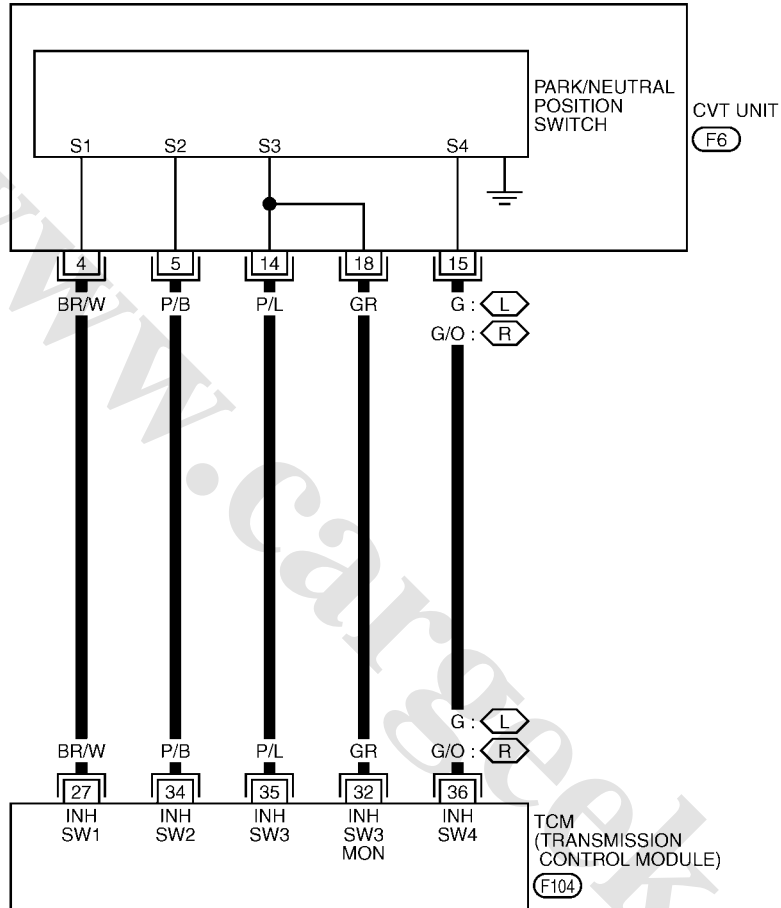 PARK/NEUTRAL
POSITION
SWITCH
CVT UNIT
F6
S1 S2 S3 S4
4 5 14 18 15
BR/W P/B P/L GR G : L
G/O : R
G : L
BR/W P/B P/L GR G/O : R
27 34 35 32 36
INH INH INH INH INH
SW1 SW2 SW3 SW3 SW4
MON
TCM
(TRANSMISSION
CONTROL MODULE)
F104
www.cargeek